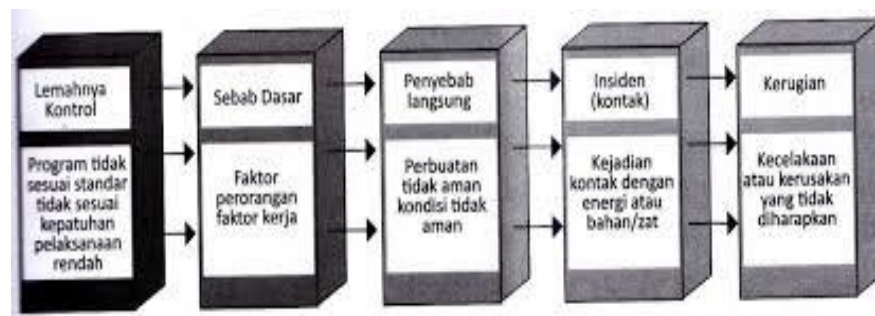 Lemahnya
Kontrol
Program tidak
sesuai standar
tidak sesuai
kepatuhan
pelaksanaan
rendah
Sebab Dasar
Faktor
perorangan
faktor kerja
Penyebab
langsung
Perbuatan
tidak aman
kondisi tidak
aman
Insiden
(kontak)
Kejadian
kontak dengan
energi atau
bahan/zat
Kerugian
Kecelakaan
atau kerusakan
yang tidak
diharapkan